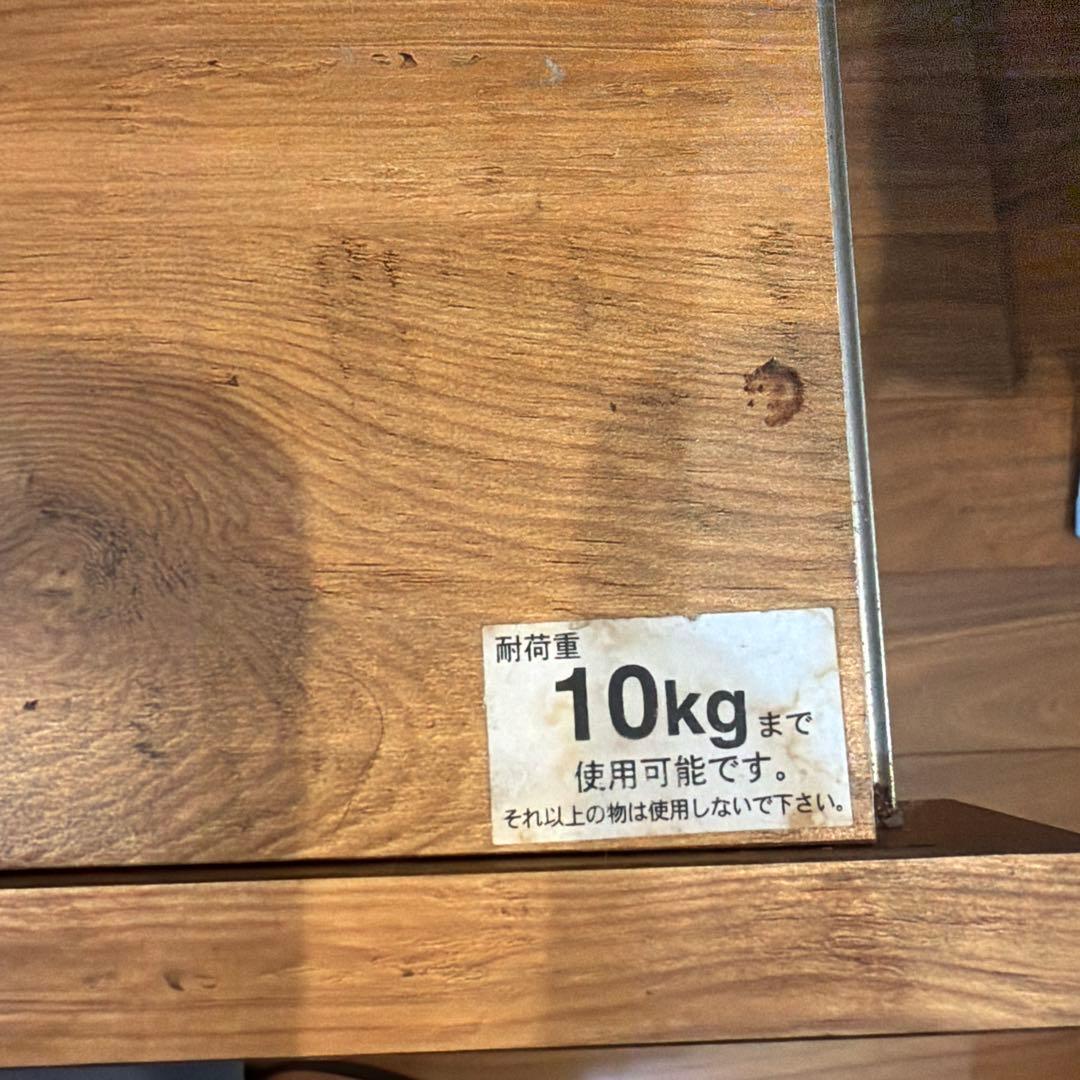 耐荷重
10kgまで
使用可能です。
それ以上の物は使用しないで下さい。